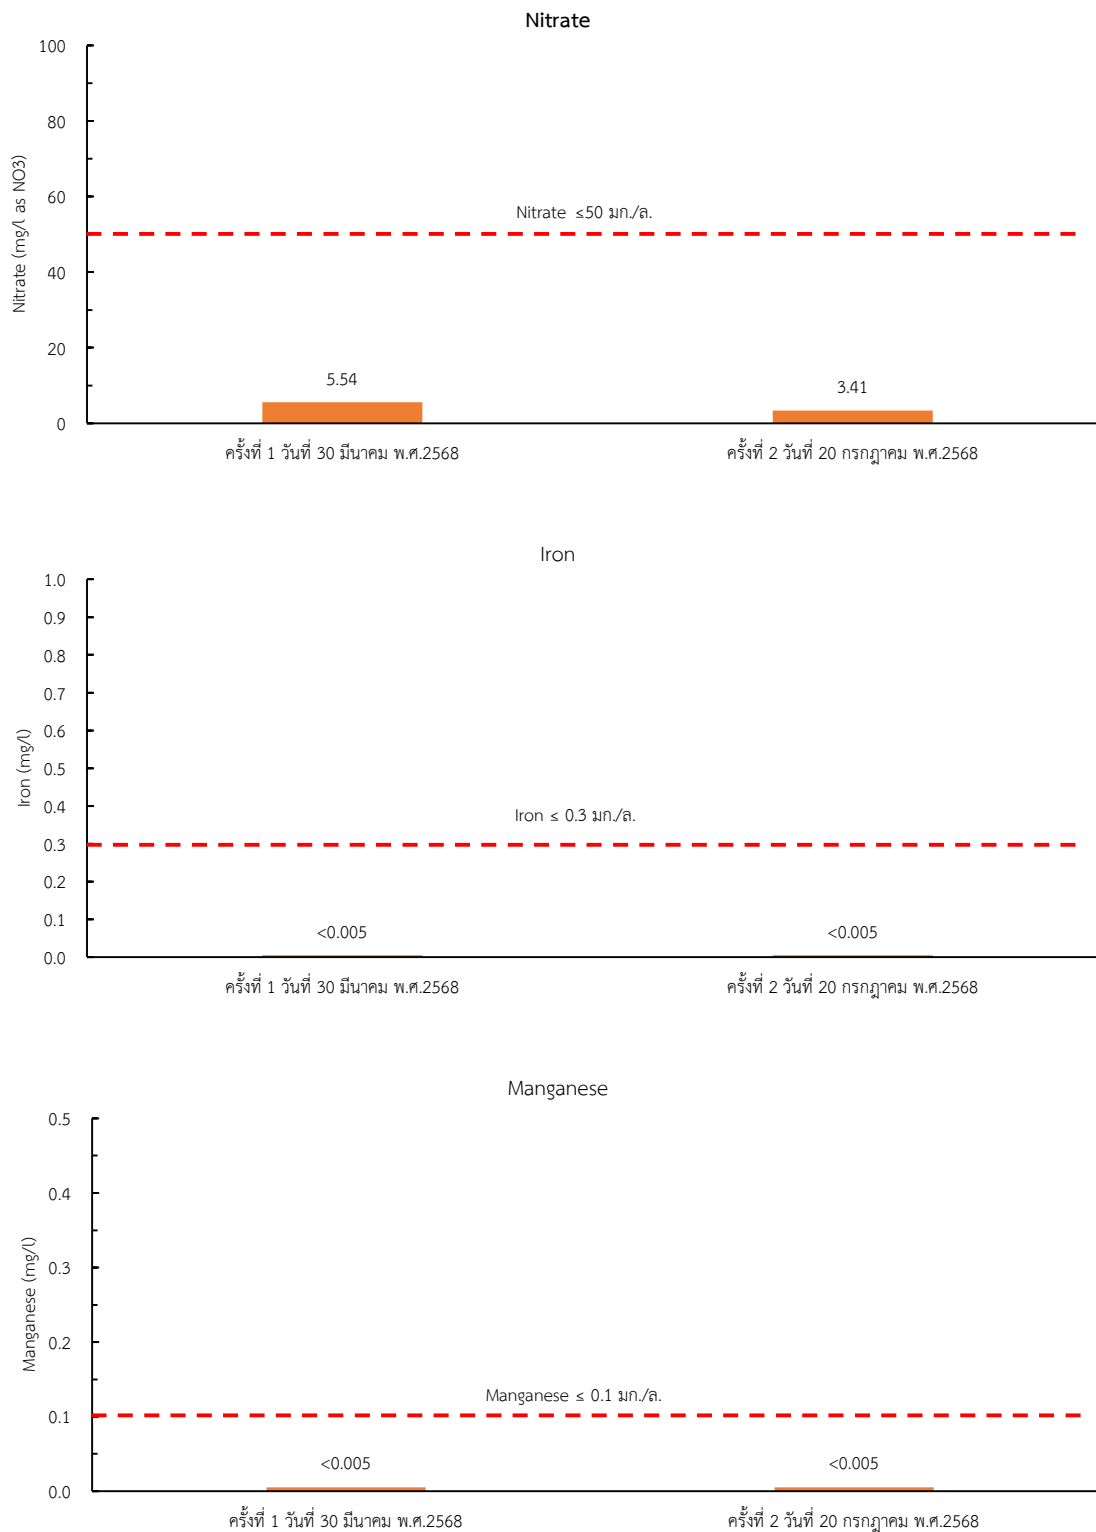 Nitrate
100
80
60
40
20
0
Nitrate (mg/l as NO3)
Nitrate ≤50 มก./ล.
5.54
3.41
ครั้งที่ 1 วันที่ 30 มีนาคม พ.ศ.2568
ครั้งที่ 2 วันที่ 20 กรกฎาคม พ.ศ.2568
Iron
1.0
0.9
0.8
0.7
0.6
0.5
0.4
0.3
0.2
0.1
0.0
Iron (mg/l)
Iron ≤ 0.3 มก./ล.
<0.005
<0.005
ครั้งที่ 1 วันที่ 30 มีนาคม พ.ศ.2568
ครั้งที่ 2 วันที่ 20 กรกฎาคม พ.ศ.2568
Manganese
0.5
0.4
0.3
0.2
0.1
0.0
Manganese (mg/l)
Manganese ≤ 0.1 มก./ล.
<0.005
<0.005
ครั้งที่ 1 วันที่ 30 มีนาคม พ.ศ.2568
ครั้งที่ 2 วันที่ 20 กรกฎาคม พ.ศ.2568